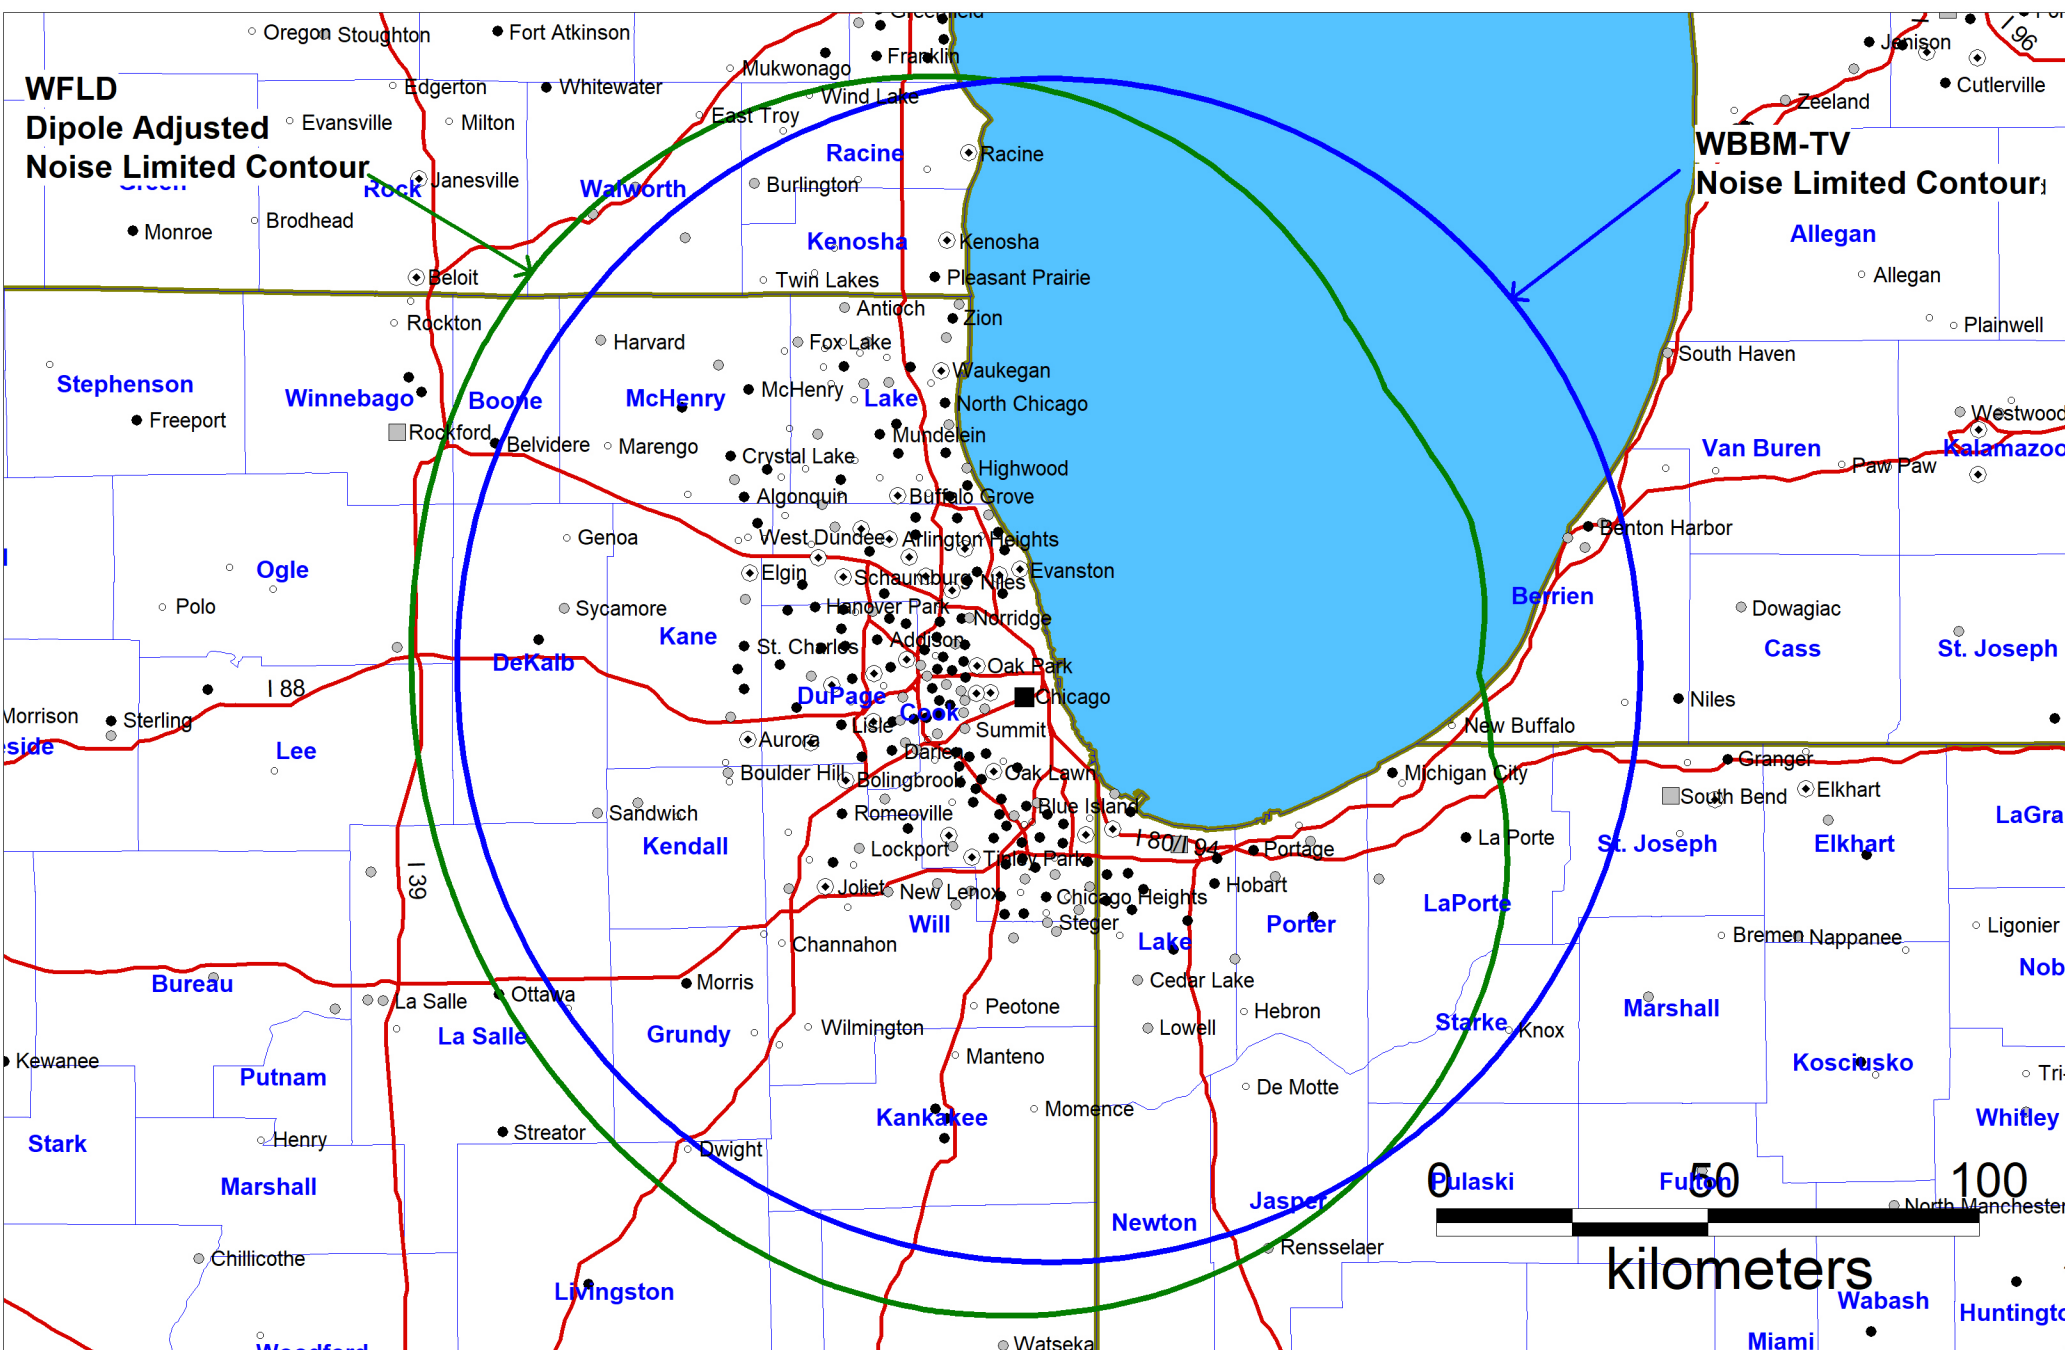 Greenfield
Oregon
Stoughton
Fort Atkinson
Franklin
Jenison
I 96
WFLD
Dipole Adjusted
Noise Limited Contour
Mukwonago
Edgerton
Whitewater
Wind Lake
Cutlerville
Zeeland
East Troy
Evansville
Milton
WBBM-TV
Noise Limited Contour
Racine
Racine
Green
Rock
Janesville
Walworth
Burlington
Brodhead
Monroe
Kenosha
Kenosha
Allegan
Allegan
Beloit
Twin Lakes
Pleasant Prairie
Antioch
Zion
Rockton
Plainwell
Harvard
Fox Lake
South Haven
Waukegan
Stephenson
Winnebago
Boone
McHenry
McHenry
Lake
North Chicago
Westwood
Freeport
Rockford
Belvidere
Marengo
Mundelein
Van Buren
Kalamazoo
Crystal Lake
Highwood
Paw Paw
Algonquin
Buffalo Grove
Benton Harbor
Genoa
West Dundee
Arlington Heights
Ogle
Elgin
Schaumburg
Niles
Evanston
Polo
Sycamore
Hanover Park
Norridge
Berrien
Dowagiac
Kane
St. Charles
Addison
Cass
St. Joseph
DeKalb
Oak Park
I 88
DuPage
Cook
Chicago
Niles
Morrison
Sterling
Lisle
Summit
New Buffalo
eside
Lee
Aurora
Darien
Granger
Boulder Hill
Bolingbrook
Oak Lawn
Michigan City
South Bend
Elkhart
Sandwich
Romeoville
Blue Island
LaGra
Kendall
Lockport
Tinley Park
I 80/I 94
Portage
La Porte
St. Joseph
Elkhart
I 39
Joliet
New Lenox
Chicago Heights
Hobart
LaPorte
Will
Steger
Lake
Porter
Ligonier
Channahon
Bremen
Nappanee
Bureau
Morris
Cedar Lake
Nob
La Salle
Ottawa
Peotone
Hebron
Marshall
La Salle
Grundy
Wilmington
Lowell
Starke
Knox
Kewanee
Manteno
Kosciusko
Putnam
De Motte
Tri-
Kankakee
Momence
Whitley
Stark
Henry
Streator
Dwight
Marshall
0 50 100
Pulaski
Fulton
Jasper
Newton
North Manchester
Rensselaer
Chillicothe
kilometers
Livingston
Wabash
Huntingto
Watseka
Miami
Woodford